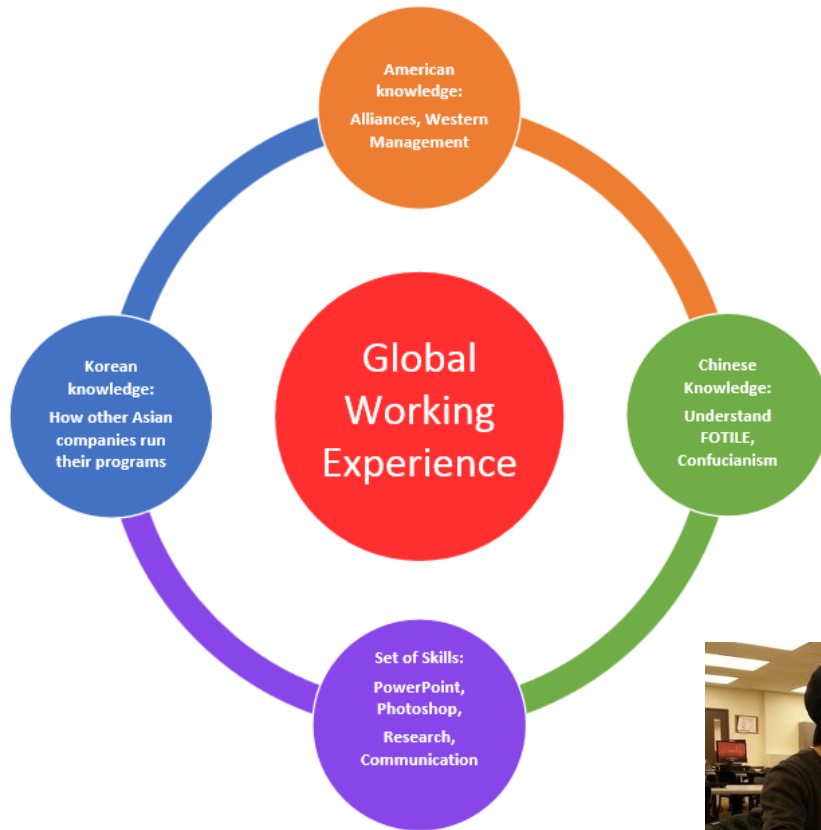 American
knowledge:
Alliances, Western
Management
Korean
knowledge:
How other Asian
companies run
their programs
Global
Working
Experience
Chinese
Knowledge:
Understand
FOTILE,
Confucianism
Set of Skills:
PowerPoint,
Photoshop,
Research,
Communication